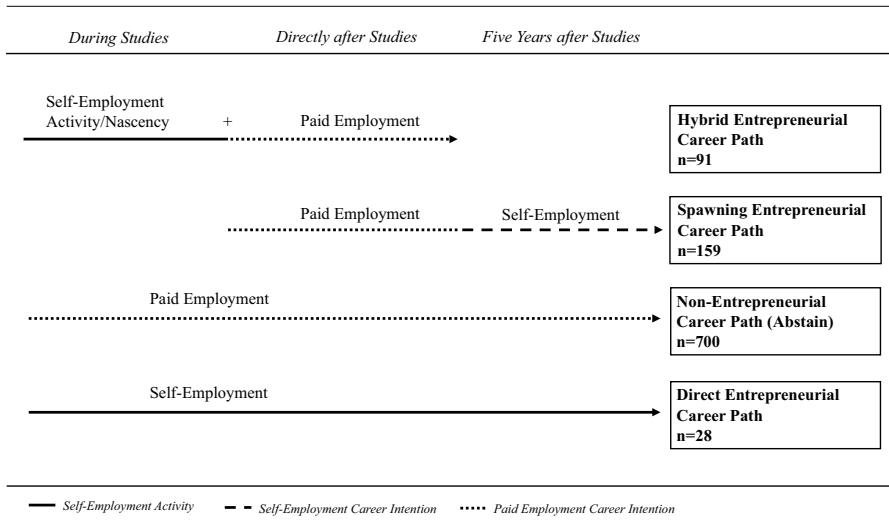 During Studies Directly after Studies Five Years after Studies
Self-Employment
Activity/Nascency + Paid Employment
Hybrid Entrepreneurial
Career Path
n=91
Paid Employment Self-Employment
Spawning Entrepreneurial
Career Path
n=159
Paid Employment
Non-Entrepreneurial
Career Path (Abstain)
n=700
Self-Employment
Direct Entrepreneurial
Career Path
n=28
Self-Employment Activity Self-Employment Career Intention Paid Employment Career Intention